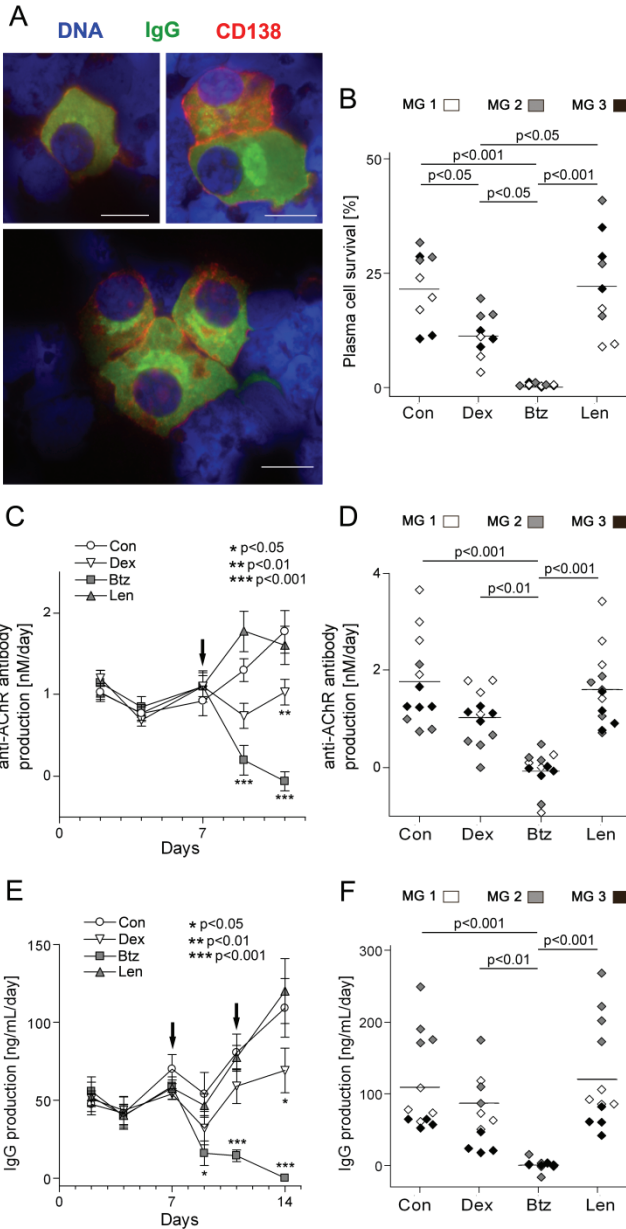 A
DNA IgG CD138
B
MG 1 MG 2 MG 3
p<0.05
p<0.001
p<0.05 p<0.001
p<0.05
50
25
0
Plasma cell survival [%]
Con Dex Btz Len
C
Con
Dex
Btz
Len
* p<0.05
** p<0.01
*** p<0.001
2
1
0
anti-AChR antibody
production [nM/day]
**
***
***
0 7
Days
D
MG 1 MG 2 MG 3
p<0.001
p<0.01 p<0.001
4
2
0
anti-AChR antibody
production [nM/day]
Con Dex Btz Len
E
Con
Dex
Btz
Len
* p<0.05
** p<0.01
*** p<0.001
150
100
50
0
IgG production [ng/mL/day]
*
***
*
***
0 7 14
Days
F
MG 1 MG 2 MG 3
p<0.001
p<0.01 p<0.001
300
200
100
0
IgG production [ng/mL/day]
Con Dex Btz Len